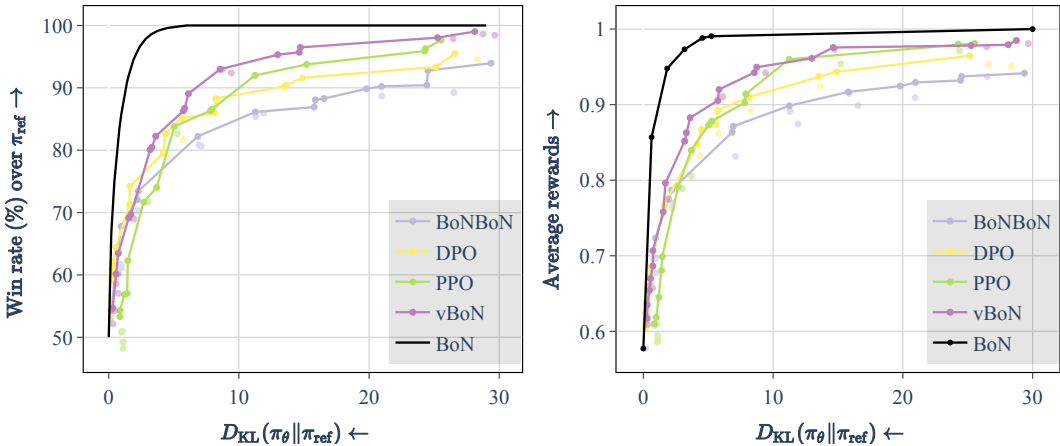 Win rate (%) over π_ref →
100
90
80
70
60
50
0
10
20
30
D_KL(π_θ‖π_ref) ←
BoNBoN
DPO
PPO
vBoN
BoN
Average rewards →
1
0.9
0.8
0.7
0.6
0
10
20
30
D_KL(π_θ‖π_ref) ←
BoNBoN
DPO
PPO
vBoN
BoN